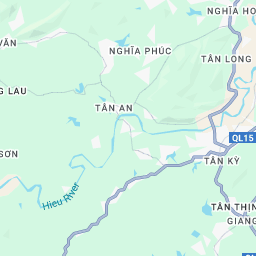 NGHĨA HO
VĂN
NGHĨA PHÚC
TÂN LONG
G LAU
TÂN AN
QL15
TÂN KỲ
SƠN
Hieu River
TÂN THỊN
GIANG